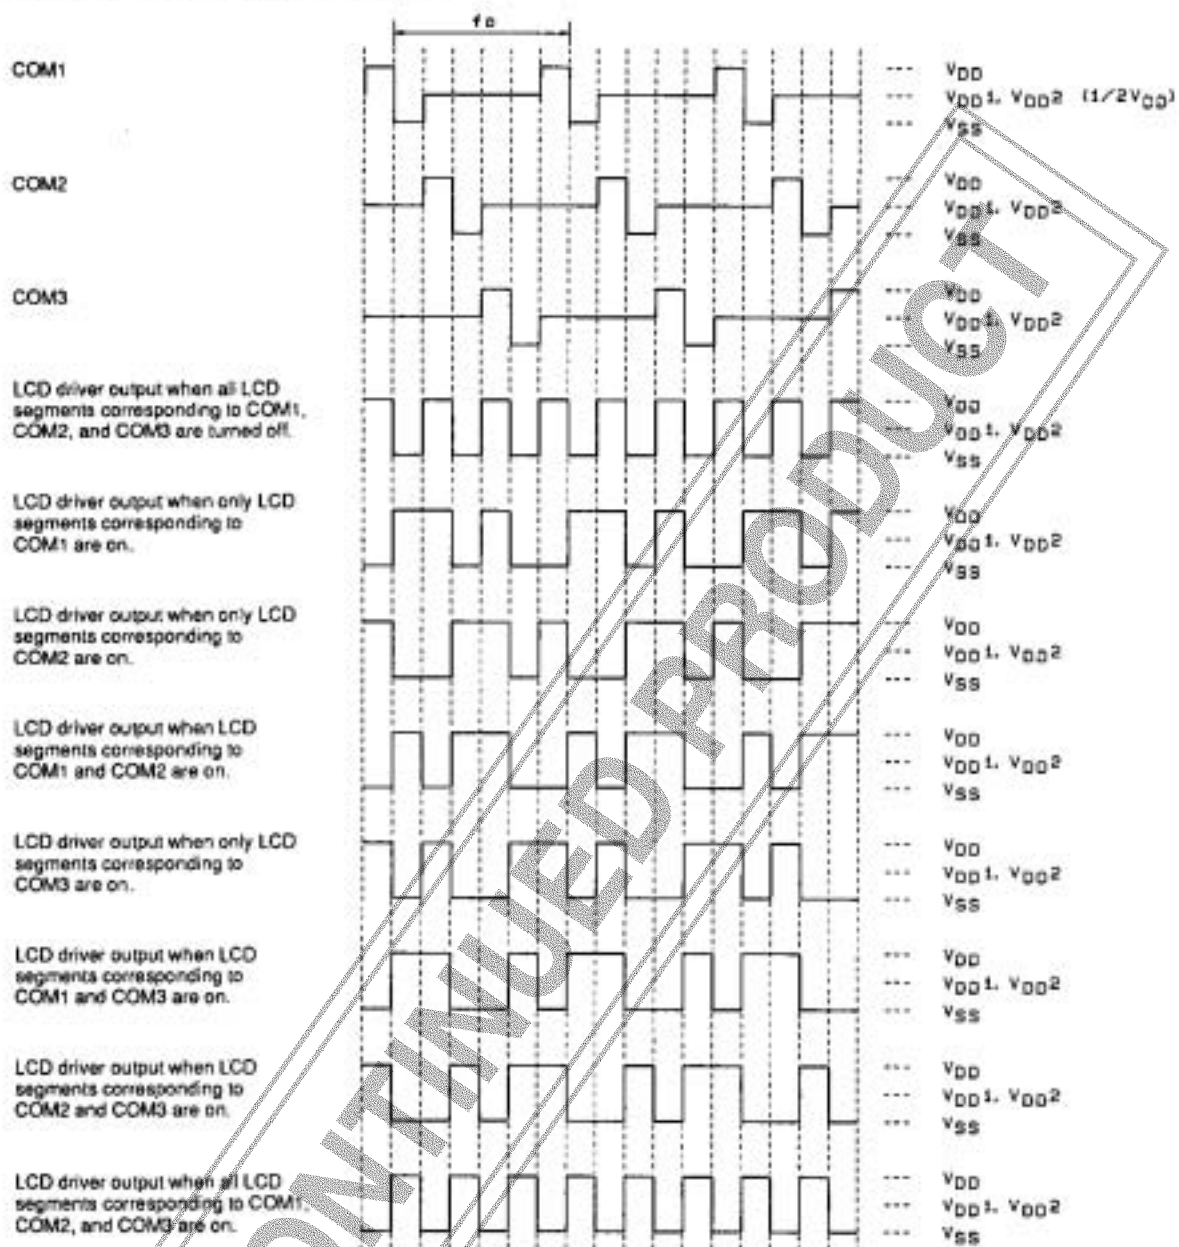 fo
COM1
VDD
VDD1, VDD2 (1/2VDD)
VSS
COM2
VDD
VDD1, VDD2
VSS
COM3
VDD
VDD1, VDD2
VSS
LCD driver output when all LCD
segments corresponding to COM1,
COM2, and COM3 are turned off.
VDD
VDD1, VDD2
VSS
LCD driver output when only LCD
segments corresponding to
COM1 are on.
VDD
VDD1, VDD2
VSS
LCD driver output when only LCD
segments corresponding to
COM2 are on.
VDD
VDD1, VDD2
VSS
LCD driver output when LCD
segments corresponding to
COM1 and COM2 are on.
VDD
VDD1, VDD2
VSS
LCD driver output when only LCD
segments corresponding to
COM3 are on.
VDD
VDD1, VDD2
VSS
LCD driver output when LCD
segments corresponding to
COM1 and COM3 are on.
VDD
VDD1, VDD2
VSS
LCD driver output when LCD
segments corresponding to
COM2 and COM3 are on.
VDD
VDD1, VDD2
VSS
LCD driver output when all LCD
segments corresponding to COM1,
COM2, and COM3 are on.
VDD
VDD1, VDD2
VSS
ONTINUED PRODUCT